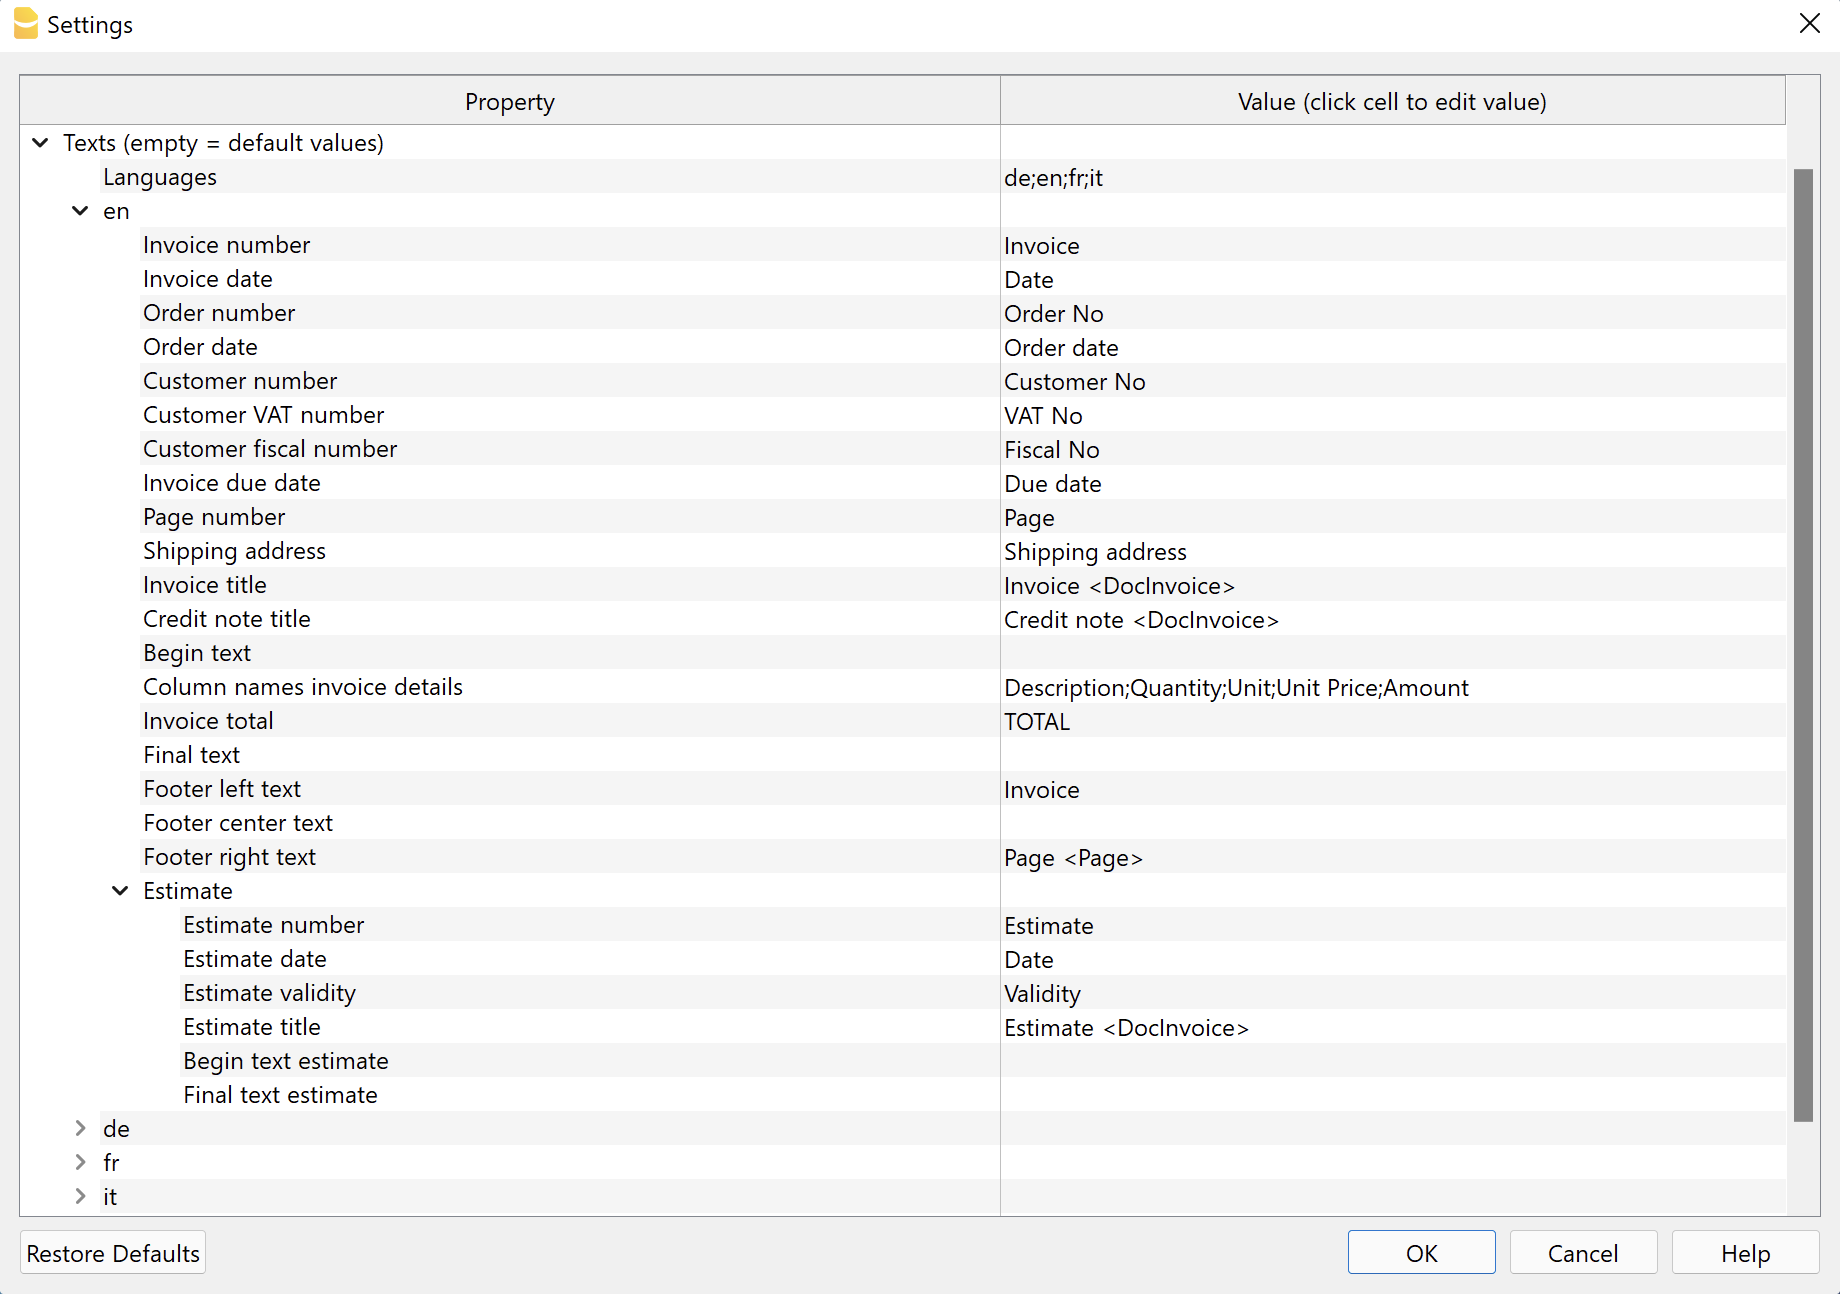 Settings
Property Value (click cell to edit value)
Texts (empty = default values)
Languages de;en;fr;it
en
Invoice number Invoice
Invoice date Date
Order number Order No
Order date Order date
Customer number Customer No
Customer VAT number VAT No
Customer fiscal number Fiscal No
Invoice due date Due date
Page number Page
Shipping address Shipping address
Invoice title Invoice <DocInvoice>
Credit note title Credit note <DocInvoice>
Begin text
Column names invoice details Description;Quantity;Unit;Unit Price;Amount
Invoice total TOTAL
Final text
Footer left text Invoice
Footer center text
Footer right text Page <Page>
Estimate
Estimate number Estimate
Estimate date Date
Estimate validity Validity
Estimate title Estimate <DocInvoice>
Begin text estimate
Final text estimate
de
fr
it
Restore Defaults OK Cancel Help